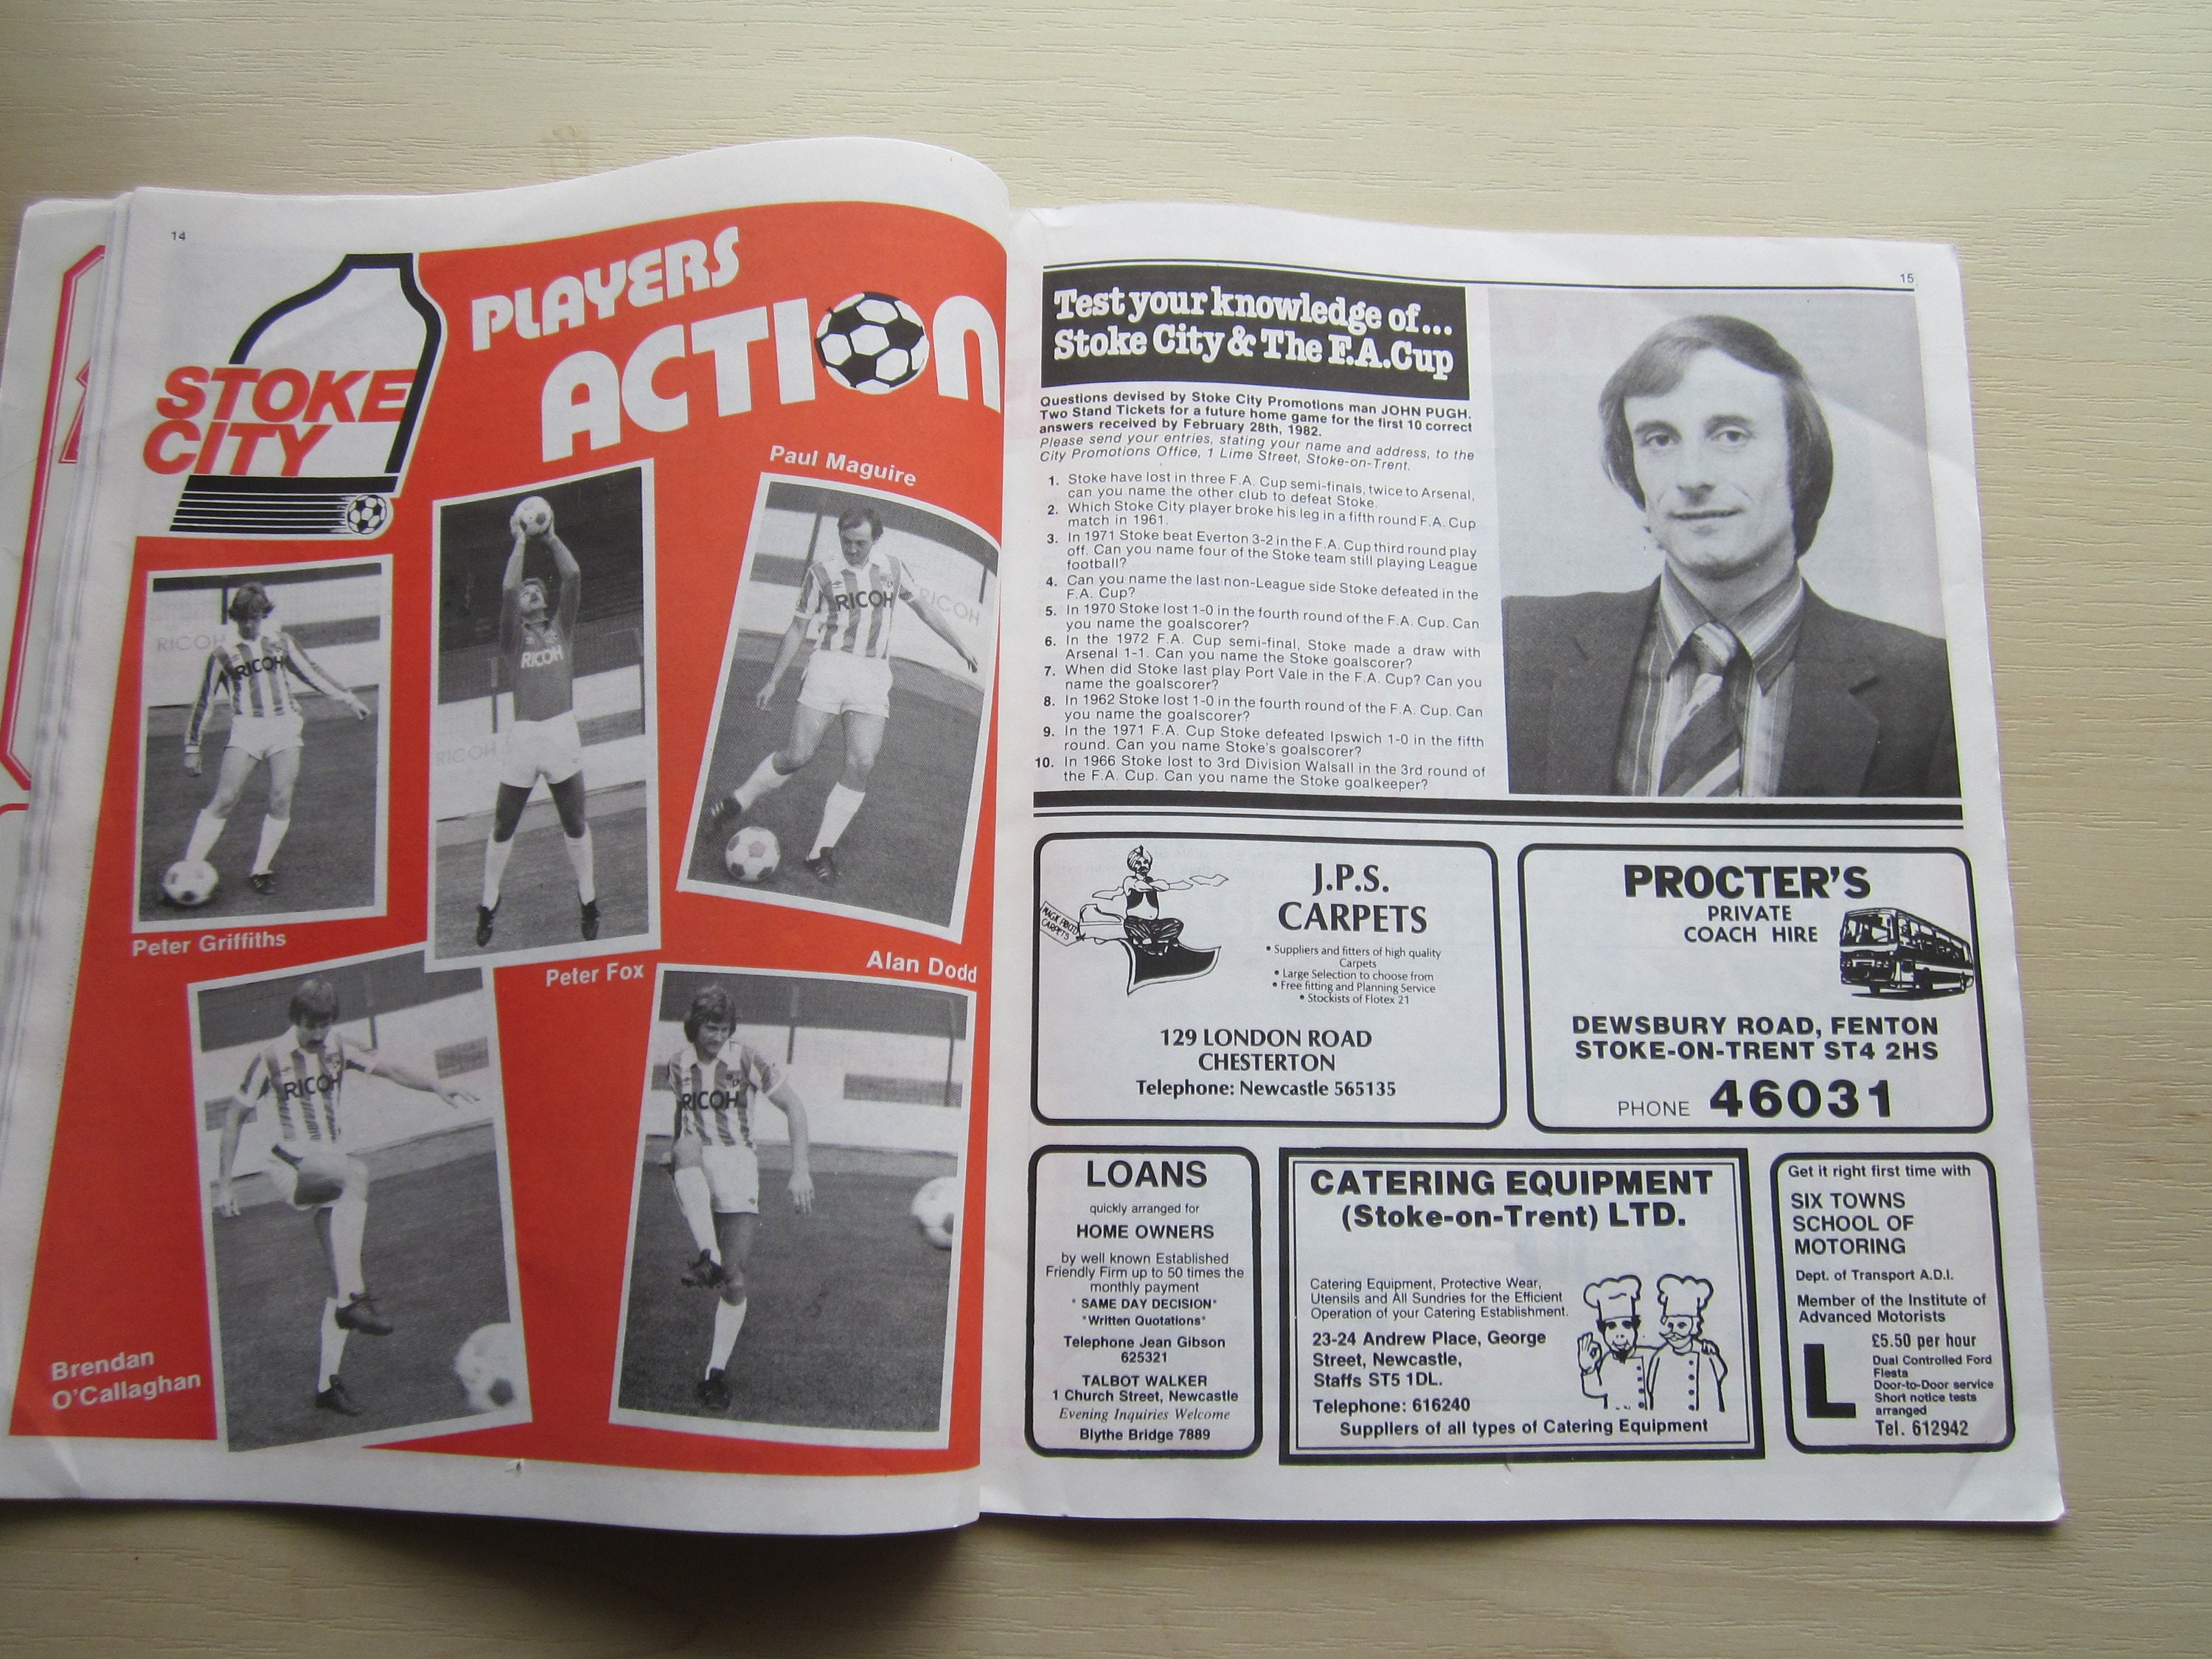 14
STOKE
CITY
PLAYERS
ACTION
Paul Maguire
RICOH
RICOH
RICOH
RICOH
RICOH
RICOH
RICOH
Peter Griffiths
Peter Fox
Alan Dodd
RICOH
RICOH
Brendan
O'Callaghan
15
Test your knowledge of...
Stoke City & The F.A.Cup
Questions devised by Stoke City Promotions man JOHN PUGH.
Two Stand Tickets for a future home game for the first 10 correct
answers received by February 28th, 1982.
Please send your entries, stating your name and address, to the
City Promotions Office, 1 Lime Street, Stoke-on-Trent.
1. Stoke have lost in three F.A. Cup semi-finals, twice to Arsenal,
can you name the other club to defeat Stoke.
2. Which Stoke City player broke his leg in a fifth round F.A. Cup
match in 1961.
3. In 1971 Stoke beat Everton 3-2 in the F.A. Cup third round play
off. Can you name four of the Stoke team still playing League
football?
4. Can you name the last non-League side Stoke defeated in the
F.A. Cup?
5. In 1970 Stoke lost 1-0 in the fourth round of the F.A. Cup. Can
you name the goalscorer?
6. In the 1972 F.A. Cup semi-final, Stoke made a draw with
Arsenal 1-1. Can you name the Stoke goalscorer?
7. When did Stoke last play Port Vale in the F.A. Cup? Can you
name the goalscorer?
8. In 1962 Stoke lost 1-0 in the fourth round of the F.A. Cup. Can
you name the goalscorer?
9. In the 1971 F.A. Cup Stoke defeated Ipswich 1-0 in the fifth
round. Can you name Stoke's goalscorer?
10. In 1966 Stoke lost to 3rd Division Walsall in the 3rd round of
the F.A. Cup. Can you name the Stoke goalkeeper?
CARPETS
J.P.S.
CARPETS
• Suppliers and fitters of high quality
Carpets
• Large Selection to choose from
• Free fitting and Planning Service
• Stockists of Flotex 21
129 LONDON ROAD
CHESTERTON
Telephone: Newcastle 565135
PROCTER'S
PRIVATE
COACH HIRE
DEWSBURY ROAD, FENTON
STOKE-ON-TRENT ST4 2HS
PHONE 46031
LOANS
quickly arranged for
HOME OWNERS
by well known Established
Friendly Firm up to 50 times the
monthly payment
*SAME DAY DECISION*
*Written Quotations*
Telephone Jean Gibson
625321
TALBOT WALKER
1 Church Street, Newcastle
Evening Inquiries Welcome
Blythe Bridge 7889
CATERING EQUIPMENT
(Stoke-on-Trent) LTD.
Catering Equipment, Protective Wear,
Utensils and All Sundries for the Efficient
Operation of your Catering Establishment.
23-24 Andrew Place, George
Street, Newcastle,
Staffs ST5 1DL.
Telephone: 616240
Suppliers of all types of Catering Equipment
Get it right first time with
SIX TOWNS
SCHOOL OF
MOTORING
Dept. of Transport A.D.I.
Member of the Institute of
Advanced Motorists
L
£5.50 per hour
Dual Controlled Ford
Fiesta
Door-to-Door service
Short notice tests
arranged
Tel. 612942